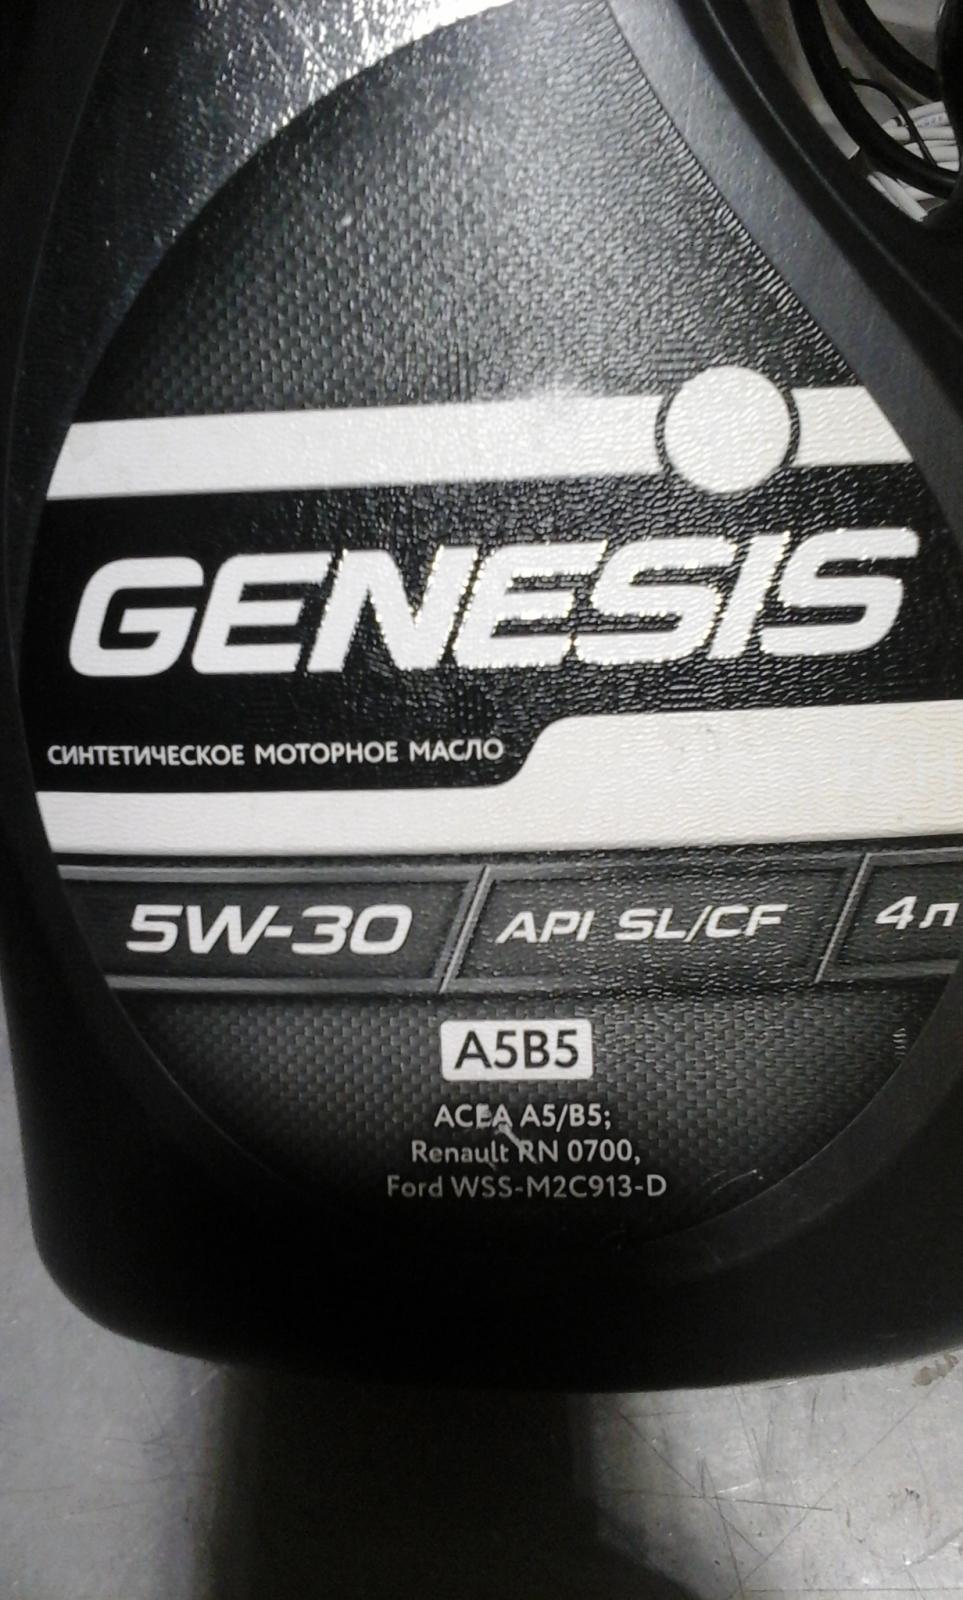 GENESIS
СИНТЕТИЧЕСКОЕ МОТОРНОЕ МАСЛО
5W-30 API SL/CF 4л
A5B5
ACEA A5/B5;
Renault RN 0700,
Ford WSS-M2C913-D